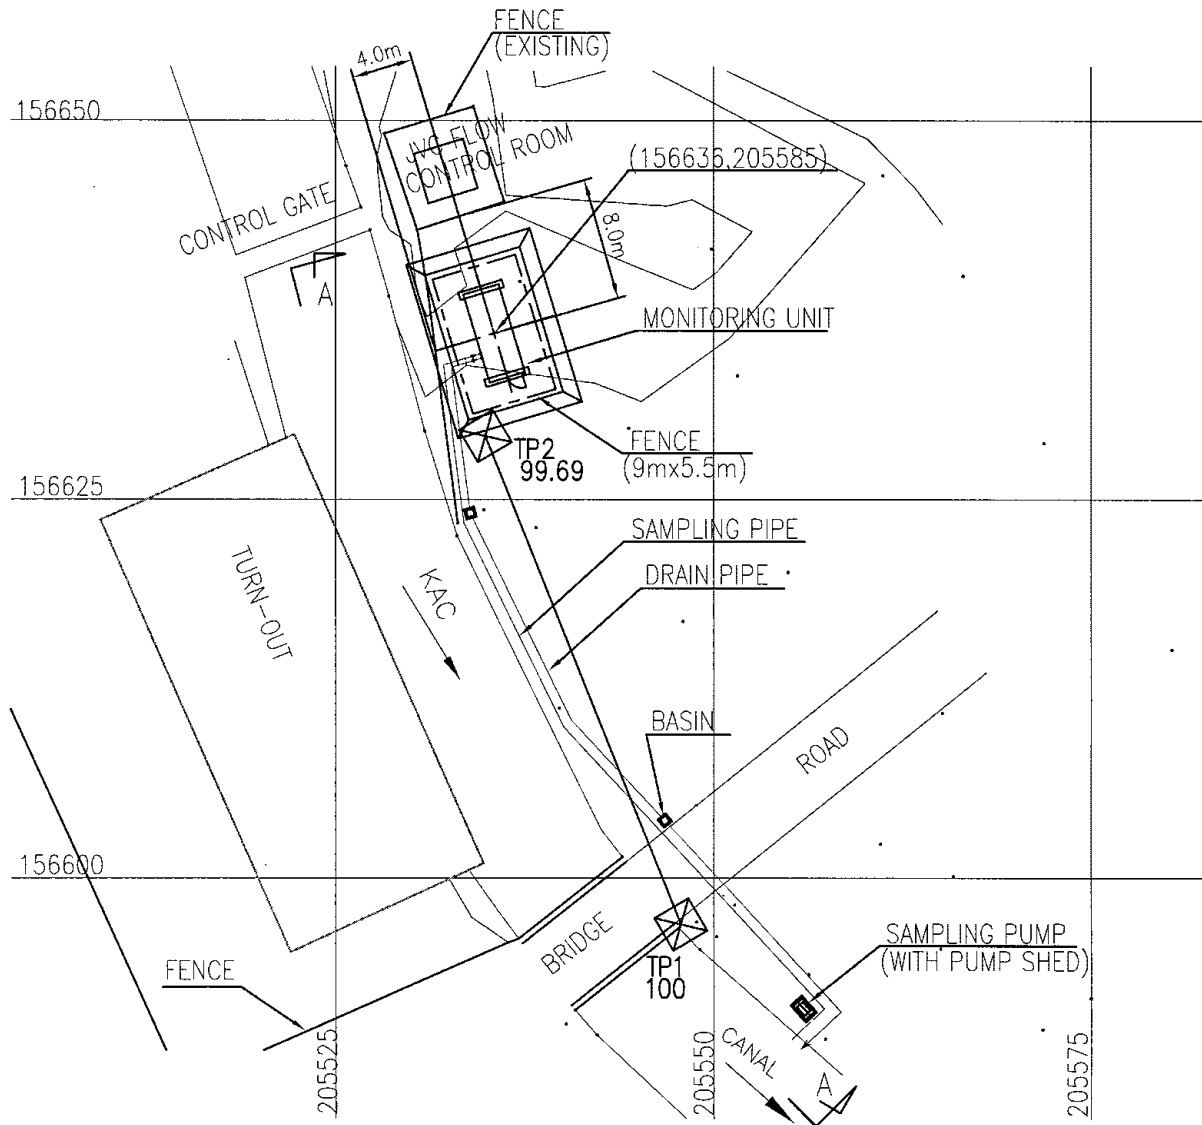 FENCE
(EXISTING)
4.0m
156650
JVC FLOW
CONTROL ROOM
(156636,205585)
CONTROL GATE
8.0m
A
MONITORING UNIT
TP2
99.69
FENCE
(9mx5.5m)
156625
SAMPLING PIPE
TURN-OUT
KAC
DRAIN PIPE
BASIN
ROAD
156600
BRIDGE
SAMPLING PUMP
(WITH PUMP SHED)
FENCE
TP1
100
CANAL
A
205525
205550
205575